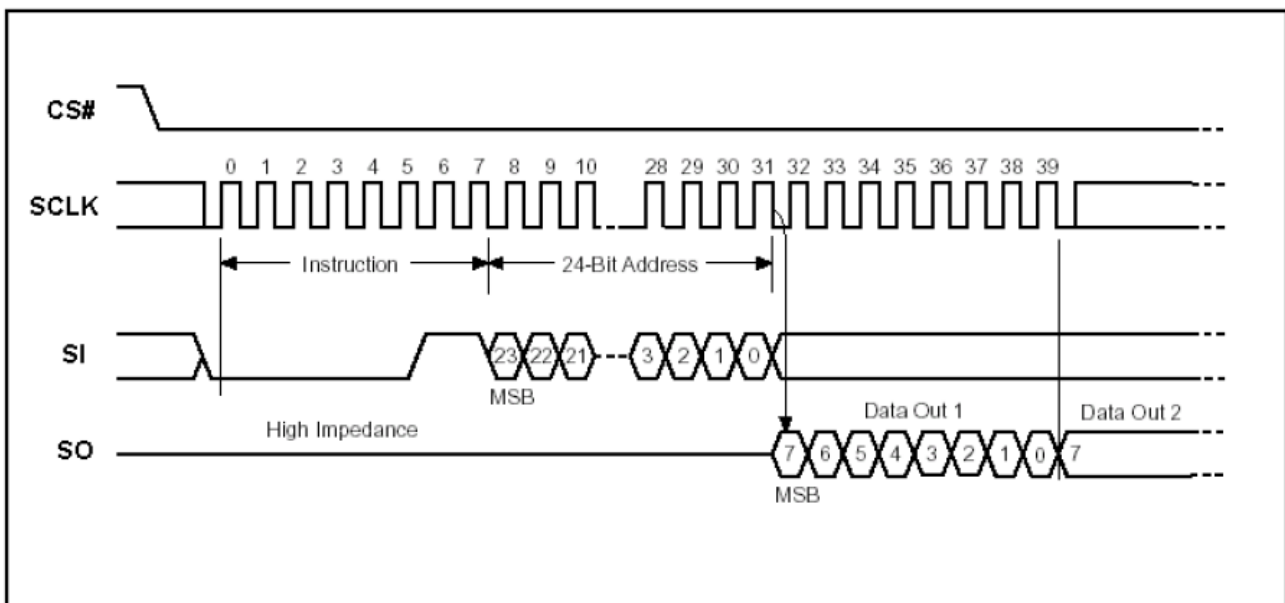 CS#
0 1 2 3 4 5 6 7 8 9 10 28 29 30 31 32 33 34 35 36 37 38 39
SCLK
Instruction 24-Bit Address
SI
23 22 21 3 2 1 0
MSB
High Impedance
Data Out 1 Data Out 2
SO
7 6 5 4 3 2 1 0 7
MSB